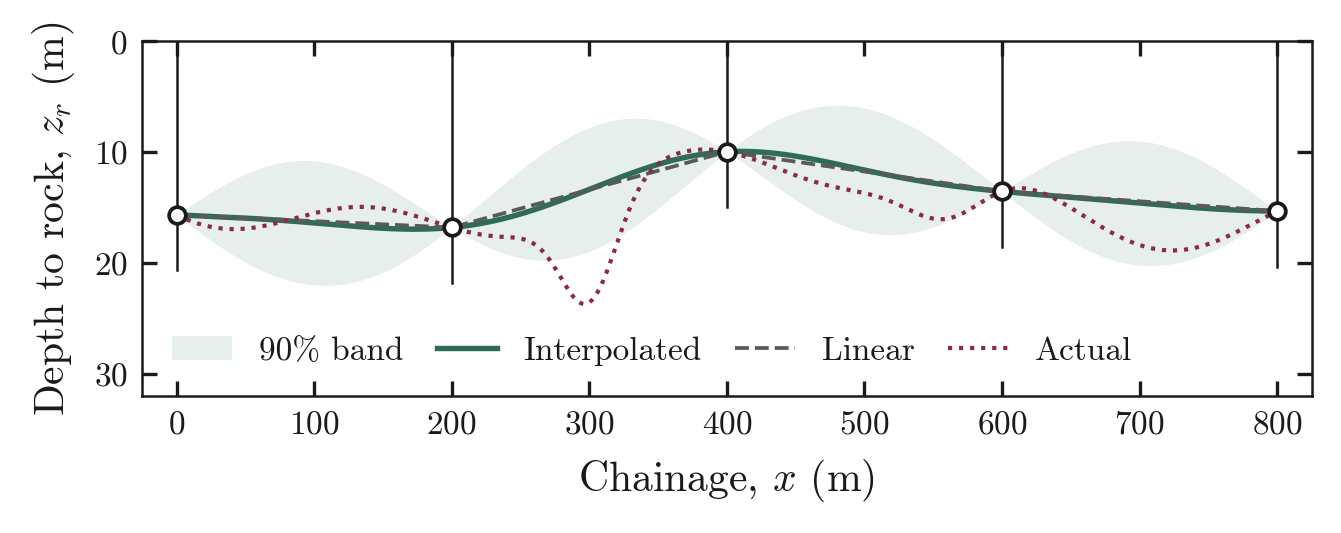 Depth to rock, z_r (m)
0
10
20
30
90% band
Interpolated
Linear
Actual
0 100 200 300 400 500 600 700 800
Chainage, x (m)